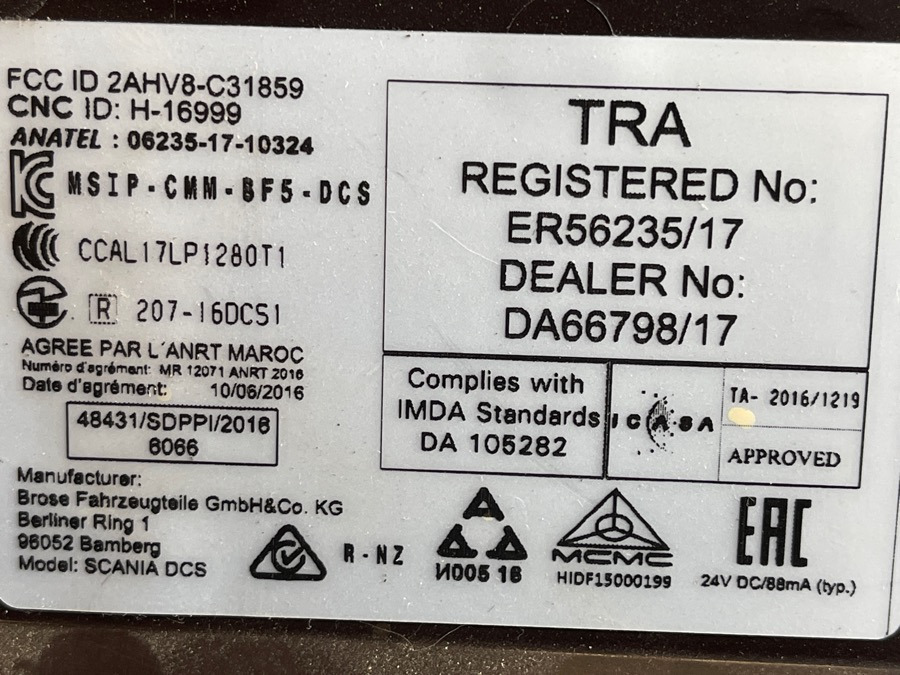 FCC ID 2AHV8-C31859
CNC ID: H-16999
ANATEL : 06235-17-10324
KC MSIP-CMM-BF5-DCS
CCAL17LP1280T1
R 207-16DCS1
AGREE PAR L'ANRT MAROC
Numéro d'agrément: MR 12071 ANRT 2016
Date d'agrément: 10/06/2016
48431/SDPPI/2016
6066
Manufacturer:
Brose Fahrzeugteile GmbH&Co. KG
Berliner Ring 1
96052 Bamberg
Model: SCANIA DCS
TRA
REGISTERED No:
ER56235/17
DEALER No:
DA66798/17
Complies with
IMDA Standards
DA 105282
ICASA
TA- 2016/1219
APPROVED
R-NZ
И005 16
MCMC
HIDF15000199
EAC
24V DC/88mA (typ.)